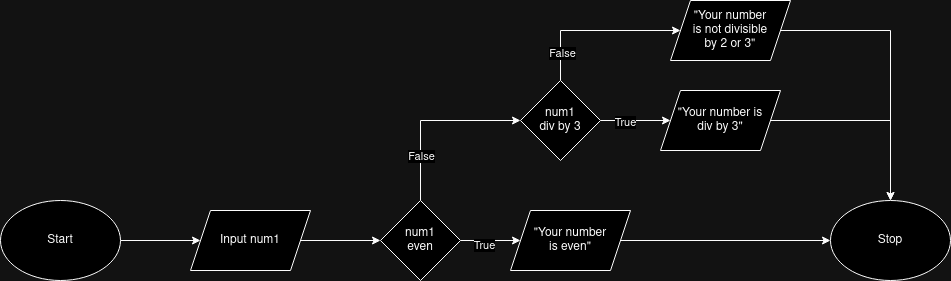 "Your number
is not divisible
by 2 or 3"
False
num1
div by 3
True
"Your number is
div by 3"
False
Start
Input num1
num1
even
True
"Your number
is even"
Stop